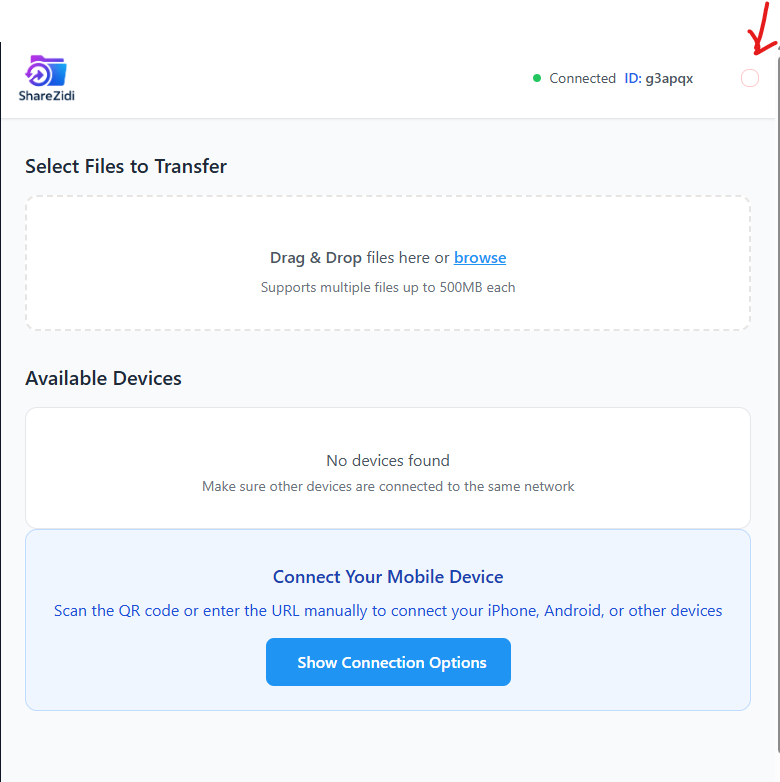 ShareZidi
Connected ID: g3apqx
Select Files to Transfer
Drag & Drop files here or browse
Supports multiple files up to 500MB each
Available Devices
No devices found
Make sure other devices are connected to the same network
Connect Your Mobile Device
Scan the QR code or enter the URL manually to connect your iPhone, Android, or other devices
Show Connection Options